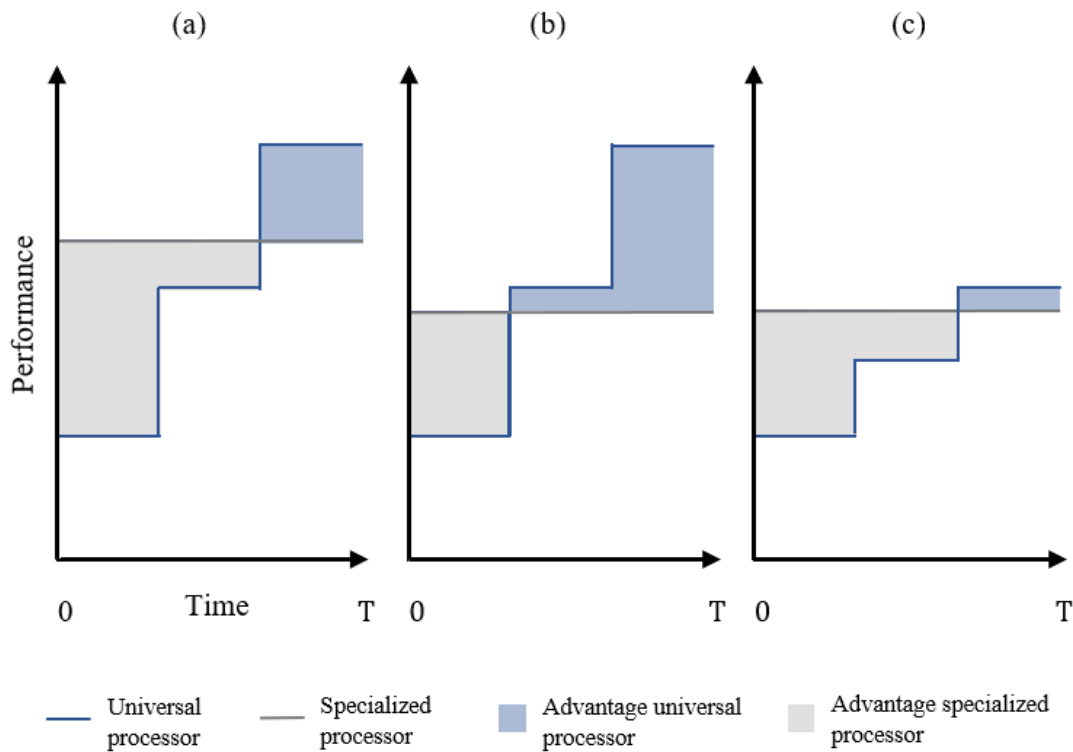 (a)
(b)
(c)
Performance
0
Time
T
0
T
0
T
Universal
processor
Specialized
processor
Advantage universal
processor
Advantage specialized
processor